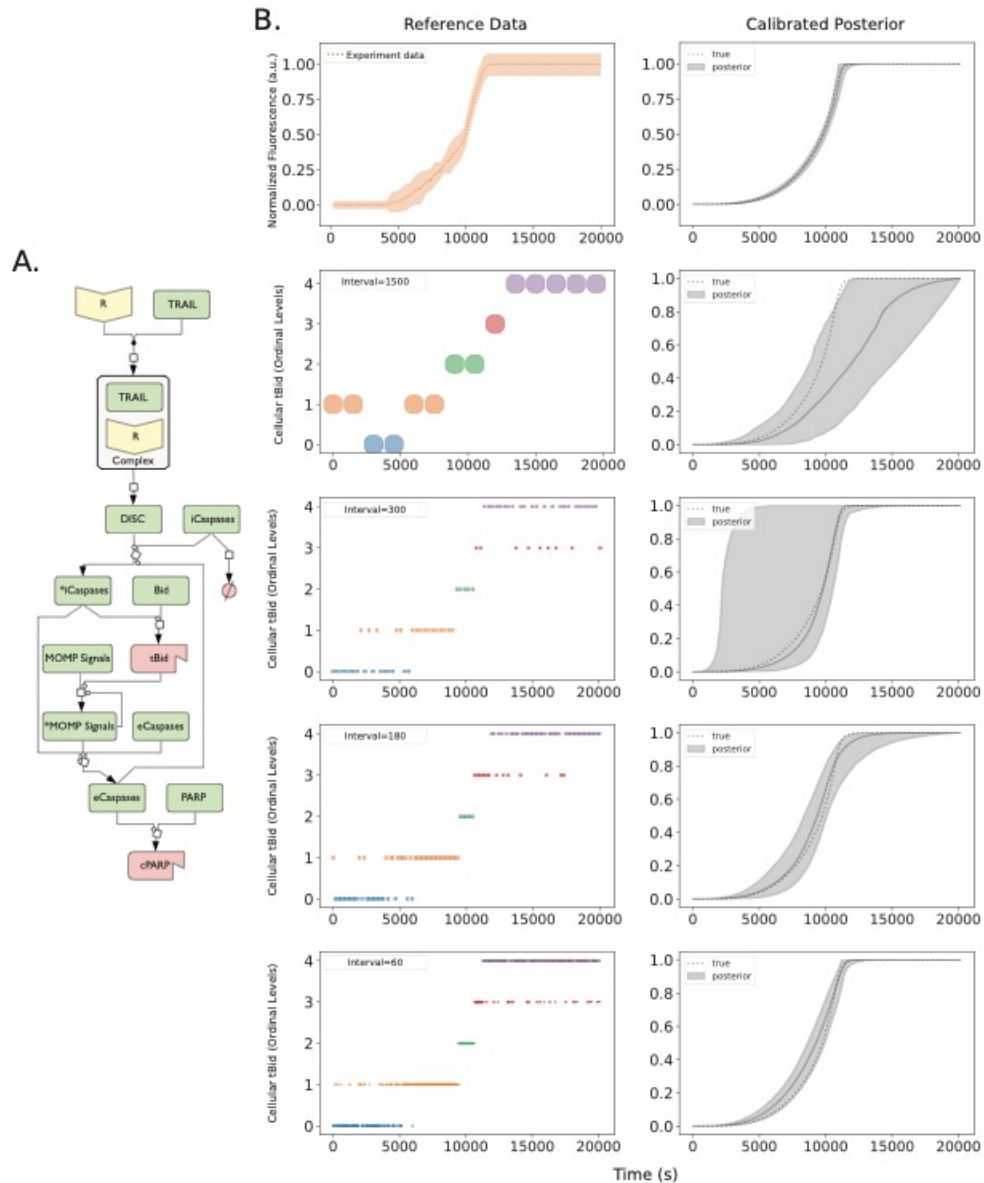 B.
Reference Data
Calibrated Posterior
Normalized Fluorescence (a.u.)
1.00
0.75
0.50
0.25
0.00
Experiment data
0 5000 10000 15000 20000
1.00
0.75
0.50
0.25
0.00
true
posterior
0 5000 10000 15000 20000
A.
R
TRAIL
TRAIL
R
Complex
DISC
iCaspases
*iCaspases
Bid
MOMP Signals
tBid
*MOMP Signals
eCaspases
eCaspases
PARP
cPARP
Cellular tBid (Ordinal Levels)
4
3
2
1
0
Interval=1500
0 5000 10000 15000 20000
1.0
0.8
0.6
0.4
0.2
0.0
true
posterior
0 5000 10000 15000 20000
Cellular tBid (Ordinal Levels)
4
3
2
1
0
Interval=300
0 5000 10000 15000 20000
1.0
0.8
0.6
0.4
0.2
0.0
true
posterior
0 5000 10000 15000 20000
Cellular tBid (Ordinal Levels)
4
3
2
1
0
Interval=180
0 5000 10000 15000 20000
1.0
0.8
0.6
0.4
0.2
0.0
true
posterior
0 5000 10000 15000 20000
Cellular tBid (Ordinal Levels)
4
3
2
1
0
Interval=60
0 5000 10000 15000 20000
1.0
0.8
0.6
0.4
0.2
0.0
true
posterior
0 5000 10000 15000 20000
Time (s)